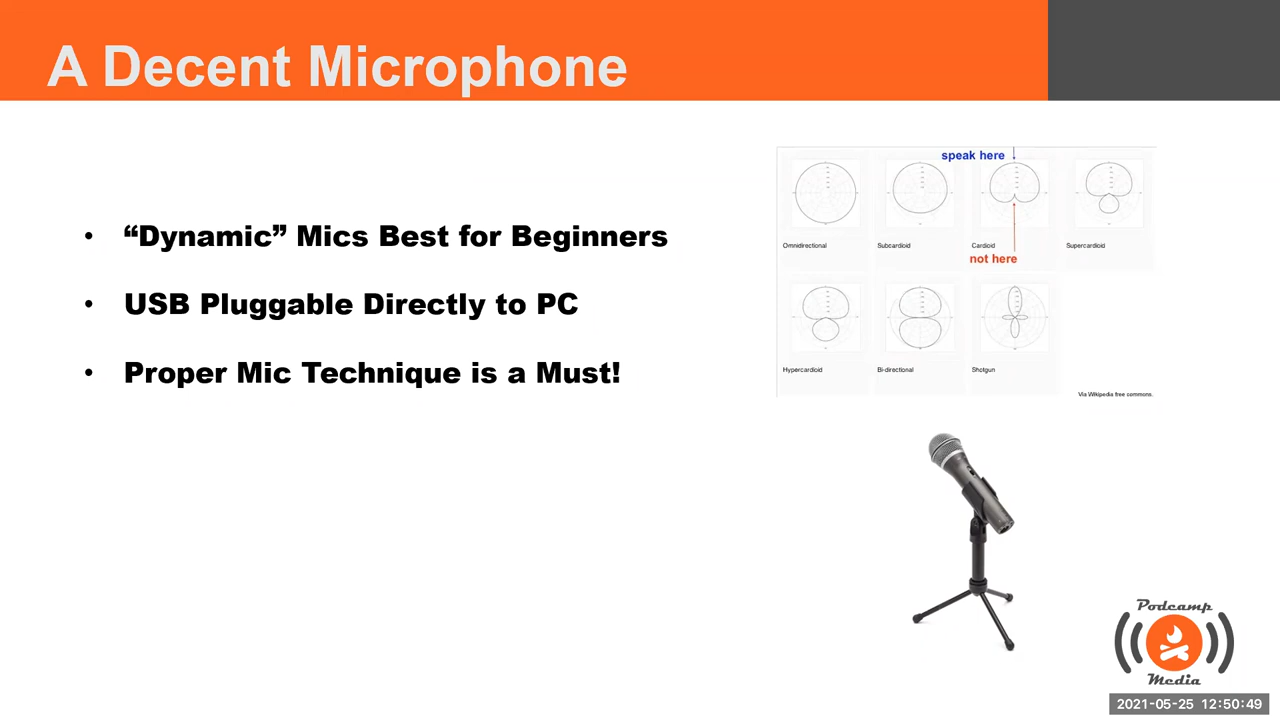 A Decent Microphone
• “Dynamic” Mics Best for Beginners
• USB Pluggable Directly to PC
• Proper Mic Technique is a Must!
speak here
Omnidirectional
Subcardioid
Cardioid
Supercardioid
not here
Hypercardioid
Bi-directional
Shotgun
Via Wikipedia free commons.
Podcamp
Media
2021-05-25 12:50:49